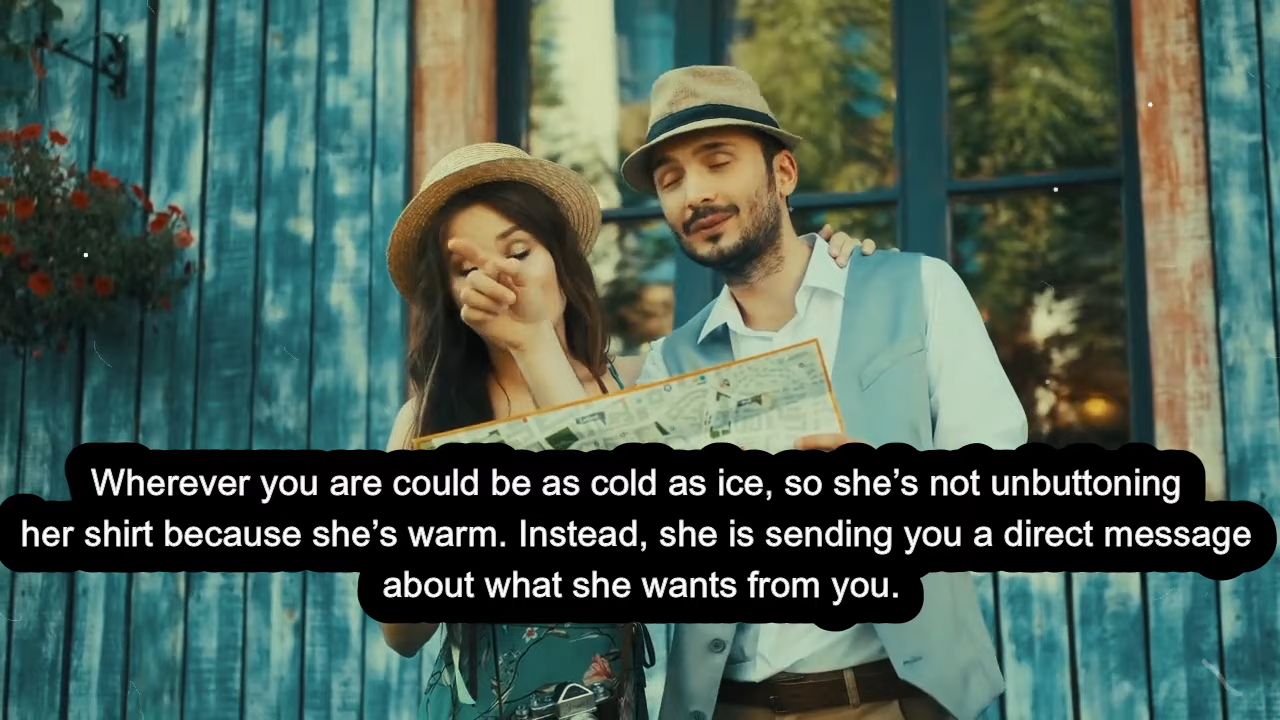 Wherever you are could be as cold as ice, so she’s not unbuttoning
her shirt because she’s warm. Instead, she is sending you a direct message
about what she wants from you.